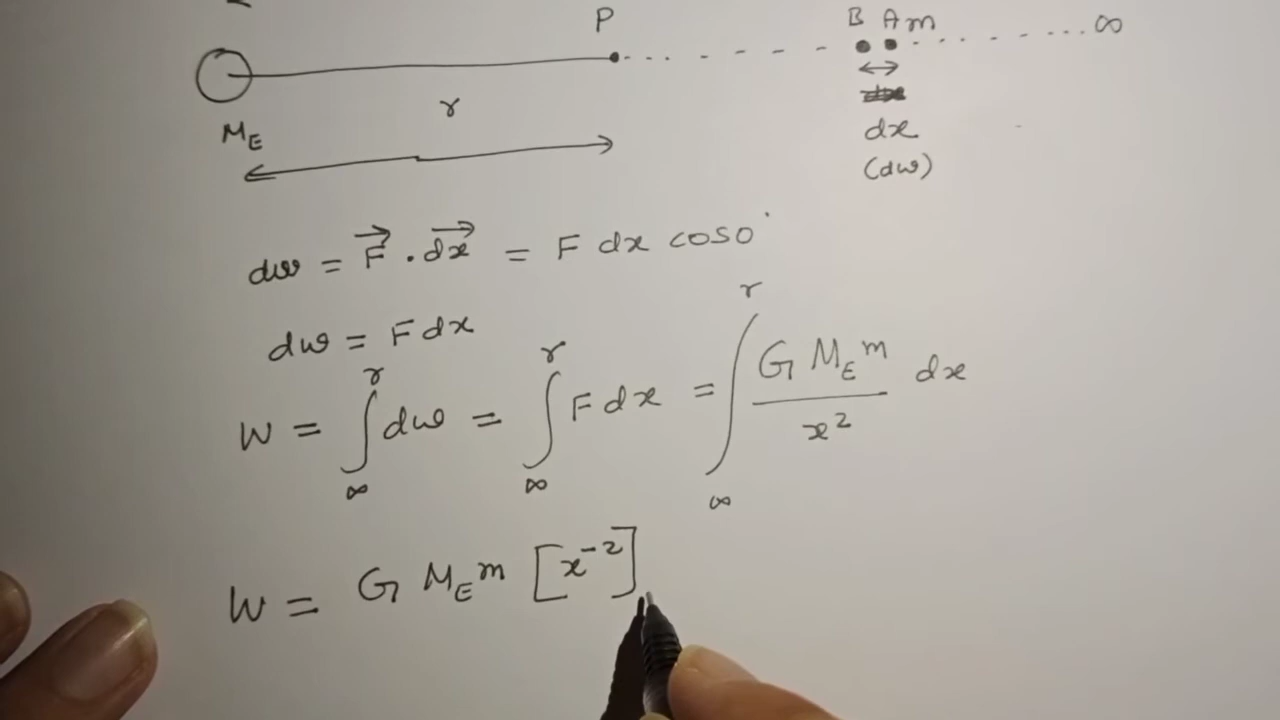 P B A m ∞
r
M_E
dx
(dw)
dw = F⃗ . dx⃗ = F dx cos0°
dw = F dx
W = ∫_∞^r dw = ∫_∞^r F dx = ∫_∞^r G M_E m / x² dx
W = G M_E m [x⁻²]